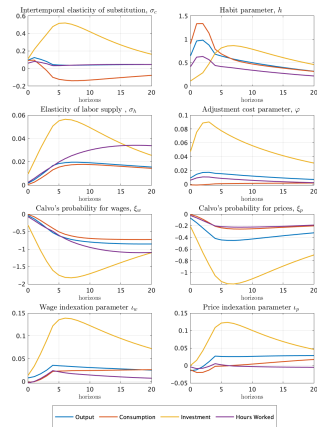 Intertemporal elasticity of substitution, σc
0.6
0.4
0.2
0
-0.2
0 5 10 15 20
horizons
Habit parameter, h
1.5
1
0.5
0
0 5 10 15 20
horizons
Elasticity of labor supply , σh
0.06
0.04
0.02
0
0 5 10 15 20
horizons
Adjustment cost parameter, φ
0.1
0.08
0.06
0.04
0.02
0
0 5 10 15 20
horizons
Calvo's probability for wages, ξw
0
-0.5
-1
-1.5
-2
0 5 10 15 20
horizons
Calvo's probability for prices, ξp
0
-0.2
-0.4
-0.6
-0.8
-1
0 5 10 15 20
horizons
Wage indexation parameter ιw
0.15
0.1
0.05
0
0 5 10 15 20
horizons
Price indexation parameter ιp
0.15
0.1
0.05
0
-0.05
0 5 10 15 20
horizons
Output Consumption Investment Hours Worked